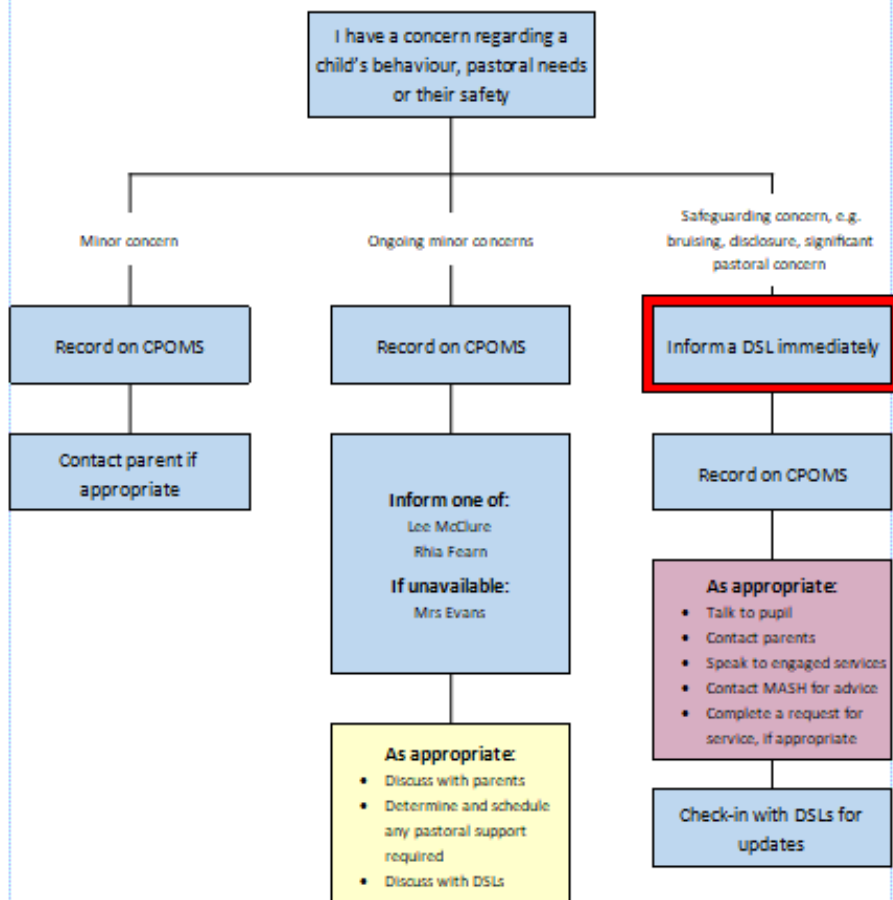 I have a concern regarding a
child's behaviour, pastoral needs
or their safety
Minor concern
Record on CPOMS
Contact parent if
appropriate
Ongoing minor concerns
Record on CPOMS
Inform one of:
Lee McClure
Rhia Fearn
If unavailable:
Mrs Evans
As appropriate:
• Discuss with parents
• Determine and schedule
any pastoral support
required
• Discuss with DSLs
Safeguarding concern, e.g.
bruising, disclosure, significant
pastoral concern
Inform a DSL immediately
Record on CPOMS
As appropriate:
• Talk to pupil
• Contact parents
• Speak to engaged services
• Contact MASH for advice
• Complete a request for
service, if appropriate
Check-in with DSLs for
updates